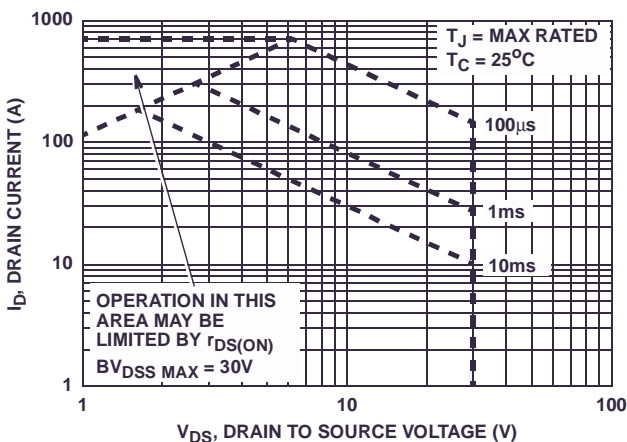 1000
100
10
1
I_D, DRAIN CURRENT (A)
T_J = MAX RATED
T_C = 25°C
100μs
1ms
10ms
OPERATION IN THIS
AREA MAY BE
LIMITED BY r_DS(ON)
BV_DSS MAX = 30V
1
10
100
V_DS, DRAIN TO SOURCE VOLTAGE (V)